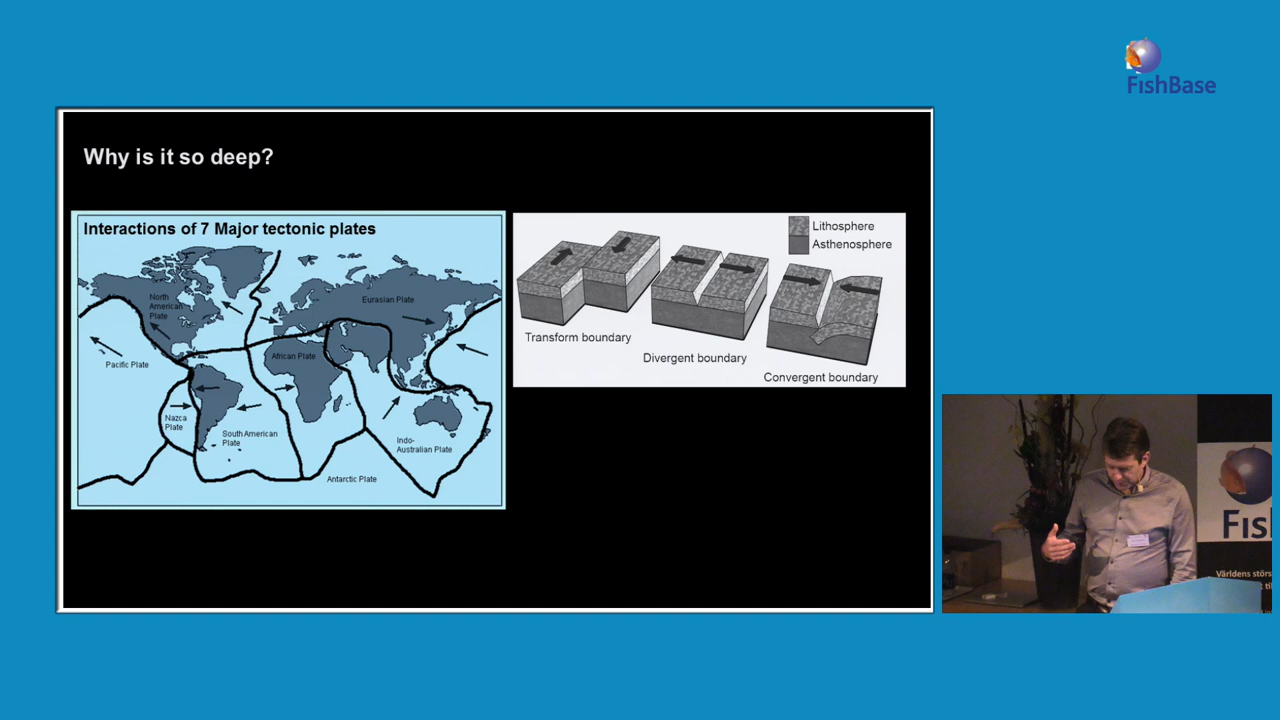 FishBase
Why is it so deep?
Interactions of 7 Major tectonic plates
North
American
Plate
Eurasian Plate
African Plate
Pacific Plate
Nazca
Plate
South American
Plate
Indo-
Australian Plate
Antarctic Plate
Lithosphere
Asthenosphere
Transform boundary
Divergent boundary
Convergent boundary
Fis
Världens störs